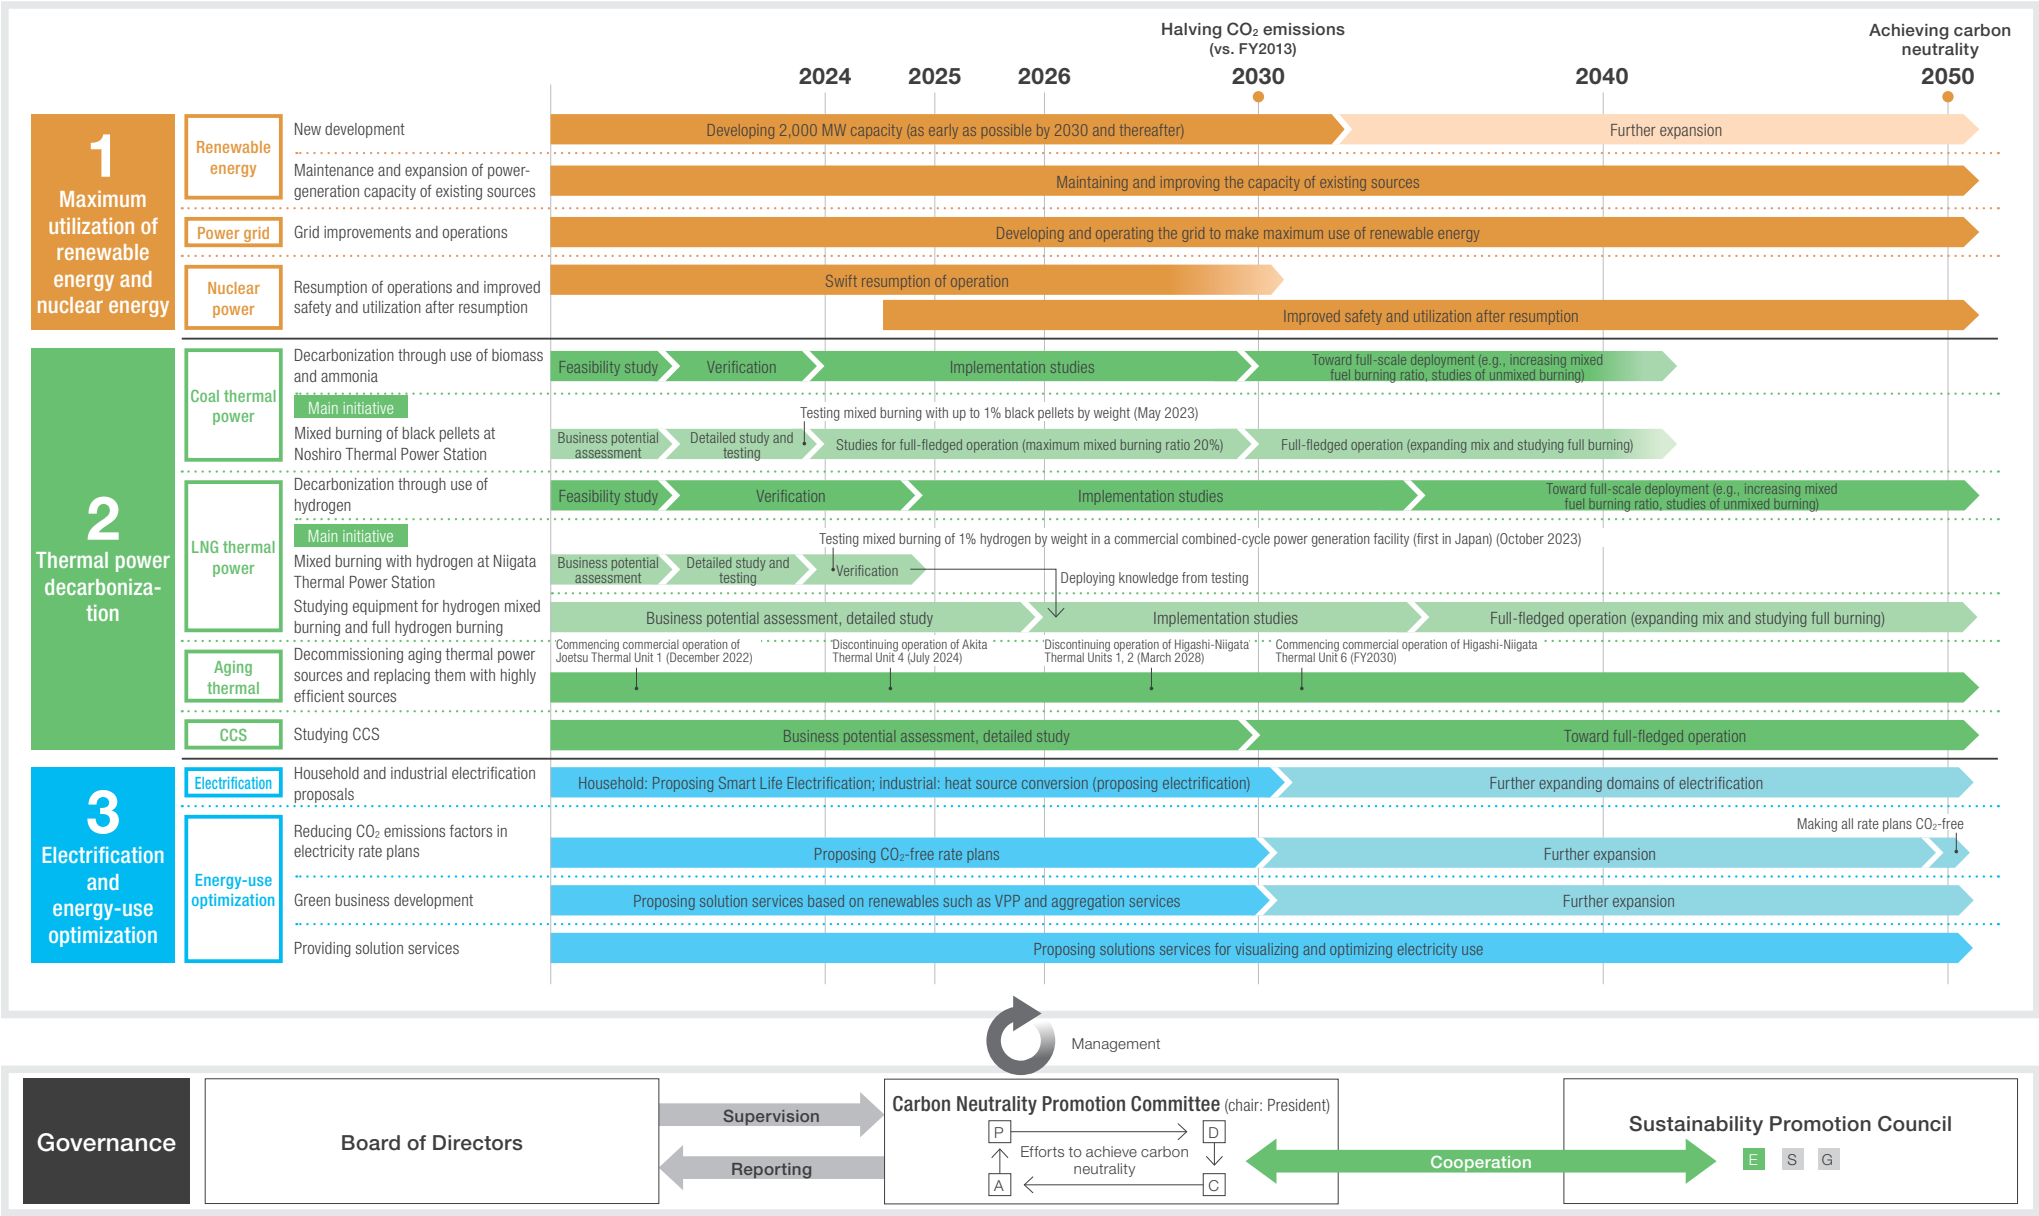 Halving CO₂ emissions
(vs. FY2013)
Achieving carbon
neutrality
2024
2025
2026
2030
2040
2050
1
Maximum
utilization of
renewable
energy and
nuclear energy
Renewable
energy
New development
Developing 2,000 MW capacity (as early as possible by 2030 and thereafter)
Further expansion
Maintenance and expansion of power-
generation capacity of existing sources
Maintaining and improving the capacity of existing sources
Power grid
Grid improvements and operations
Developing and operating the grid to make maximum use of renewable energy
Nuclear
power
Resumption of operations and improved
safety and utilization after resumption
Swift resumption of operation
Improved safety and utilization after resumption
2
Thermal power
decarboniza-
tion
Coal thermal
power
Decarbonization through use of biomass
and ammonia
Feasibility study
Verification
Implementation studies
Toward full-scale deployment (e.g., increasing mixed
fuel burning ratio, studies of unmixed burning)
Main initiative
Mixed burning of black pellets at
Noshiro Thermal Power Station
Testing mixed burning with up to 1% black pellets by weight (May 2023)
Business potential
assessment
Detailed study and
testing
Studies for full-fledged operation (maximum mixed burning ratio 20%)
Full-fledged operation (expanding mix and studying full burning)
LNG thermal
power
Decarbonization through use of
hydrogen
Feasibility study
Verification
Implementation studies
Toward full-scale deployment (e.g., increasing mixed
fuel burning ratio, studies of unmixed burning)
Main initiative
Mixed burning with hydrogen at Niigata
Thermal Power Station
Testing mixed burning of 1% hydrogen by weight in a commercial combined-cycle power generation facility (first in Japan) (October 2023)
Business potential
assessment
Detailed study and
testing
Verification
Deploying knowledge from testing
Studying equipment for hydrogen mixed
burning and full hydrogen burning
Business potential assessment, detailed study
Implementation studies
Full-fledged operation (expanding mix and studying full burning)
Aging
thermal
Decommissioning aging thermal power
sources and replacing them with highly
efficient sources
Commencing commercial operation of
Joetsu Thermal Unit 1 (December 2022)
Discontinuing operation of Akita
Thermal Unit 4 (July 2024)
Discontinuing operation of Higashi-Niigata
Thermal Units 1, 2 (March 2028)
Commencing commercial operation of Higashi-Niigata
Thermal Unit 6 (FY2030)
CCS
Studying CCS
Business potential assessment, detailed study
Toward full-fledged operation
3
Electrification
and
energy-use
optimization
Electrification
Household and industrial electrification
proposals
Household: Proposing Smart Life Electrification; industrial: heat source conversion (proposing electrification)
Further expanding domains of electrification
Energy-use
optimization
Reducing CO₂ emissions factors in
electricity rate plans
Proposing CO₂-free rate plans
Further expansion
Making all rate plans CO₂-free
Green business development
Proposing solution services based on renewables such as VPP and aggregation services
Further expansion
Providing solution services
Proposing solutions services for visualizing and optimizing electricity use
Management
Governance
Board of Directors
Supervision
Reporting
Carbon Neutrality Promotion Committee (chair: President)
P
D
Efforts to achieve carbon
neutrality
A
C
Cooperation
Sustainability Promotion Council
E S G